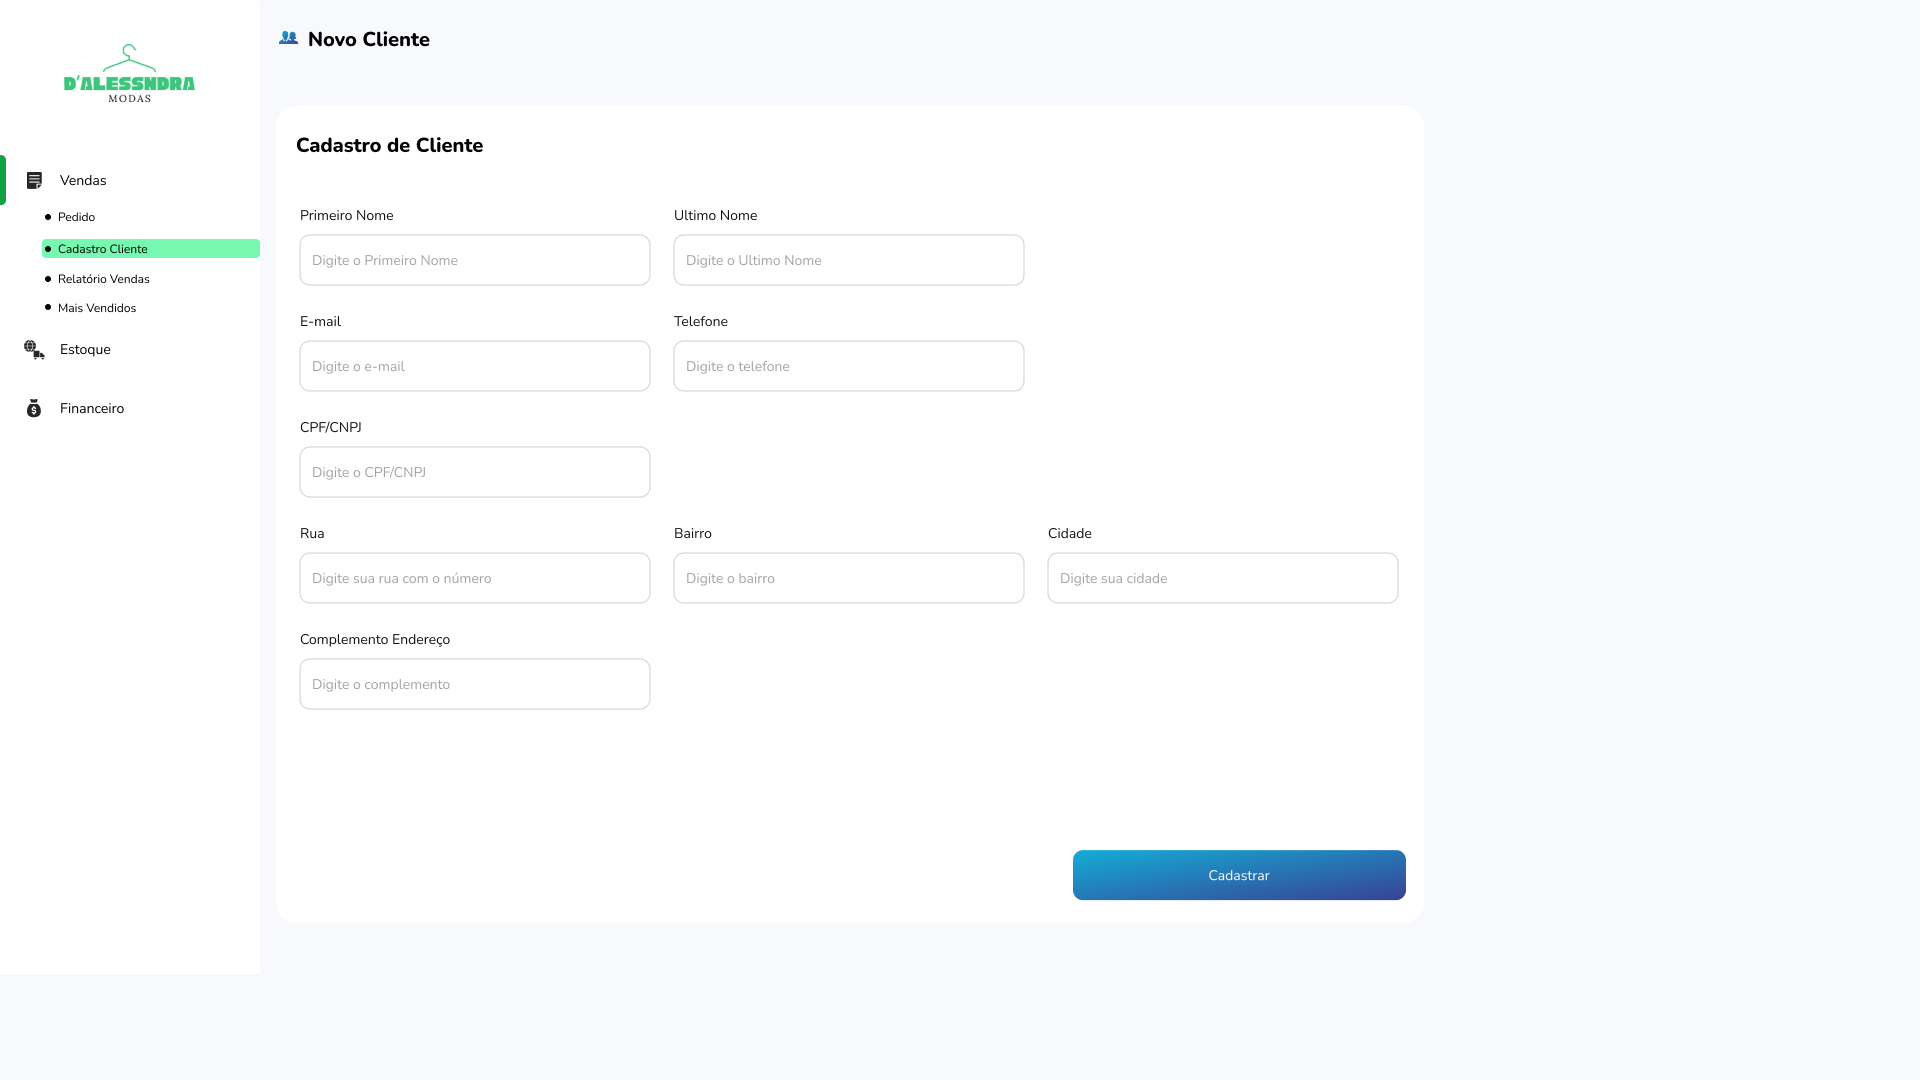 D'ALESSNDRA
MODAS
Vendas
Pedido
Cadastro Cliente
Relatório Vendas
Mais Vendidos
Estoque
Financeiro
Novo Cliente
Cadastro de Cliente
Primeiro Nome
Ultimo Nome
Digite o Primeiro Nome
Digite o Ultimo Nome
E-mail
Telefone
Digite o e-mail
Digite o telefone
CPF/CNPJ
Digite o CPF/CNPJ
Rua
Bairro
Cidade
Digite sua rua com o número
Digite o bairro
Digite sua cidade
Complemento Endereço
Digite o complemento
Cadastrar